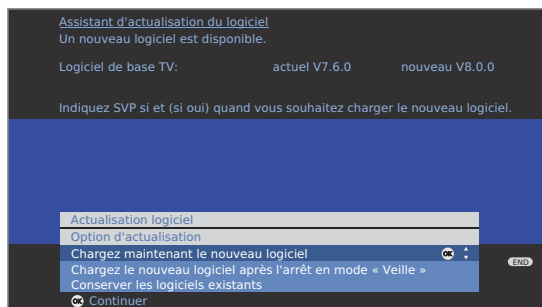 Assistant d'actualisation du logiciel
Un nouveau logiciel est disponible.
Logiciel de base TV: actuel V7.6.0 nouveau V8.0.0
Indiquez SVP si et (si oui) quand vous souhaitez charger le nouveau logiciel.
Actualisation logiciel
Option d'actualisation
Chargez maintenant le nouveau logiciel OK
END
Chargez le nouveau logiciel après l'arrêt en mode « Veille »
Conserver les logiciels existants
OK Continuer